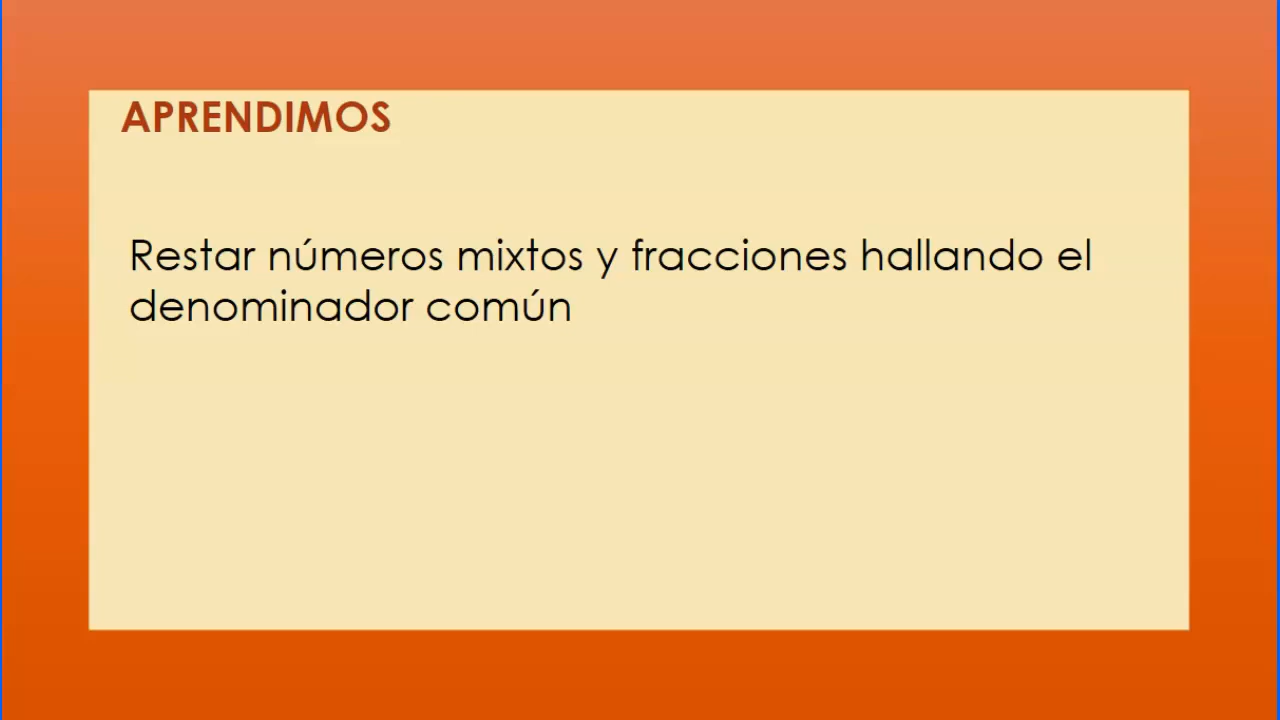 APRENDIMOS
Restar números mixtos y fracciones hallando el
denominador común